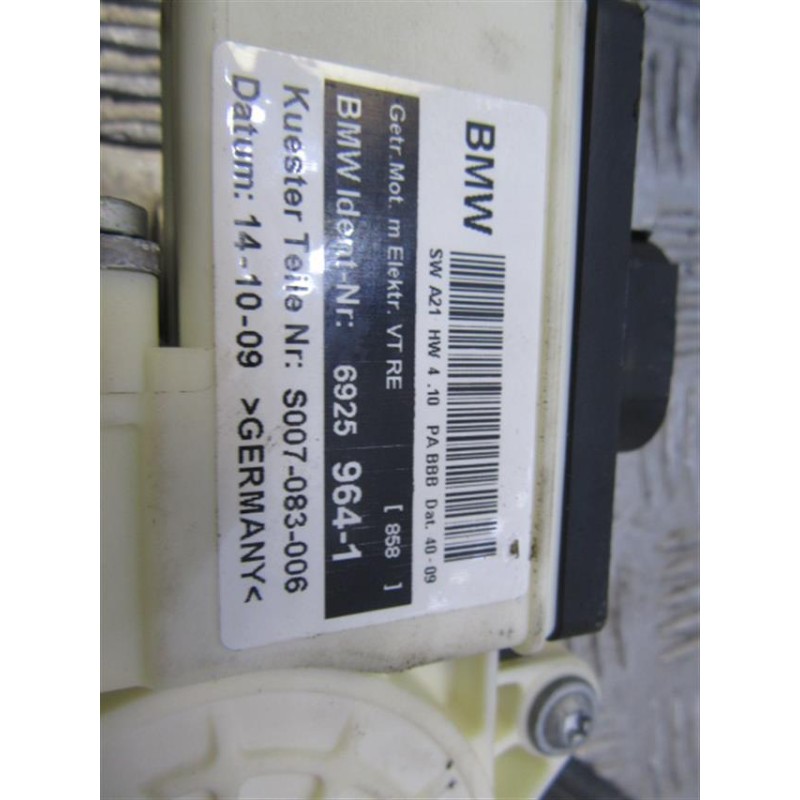 BMW
SW A21 HW 4 .10 PA BBB Dat. 40-09
Getr.Mot. m Elektr. VT RE [ 858 ]
BMW Ident-Nr: 6925 964-1
Kuester Teile Nr: S007-083-006
Datum: 14-10-09 >GERMANY<